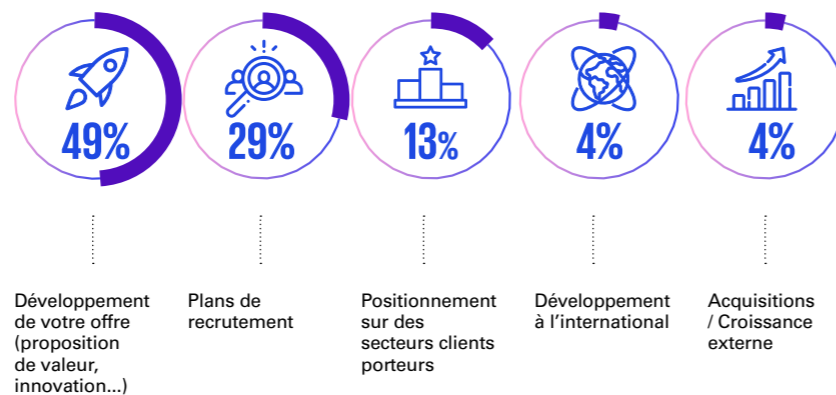 49%
29%
13%
4%
4%
Développement
de votre offre
(proposition
de valeur,
innovation...)
Plans de
recrutement
Positionnement
sur des
secteurs clients
porteurs
Développement
à l’international
Acquisitions
/ Croissance
externe